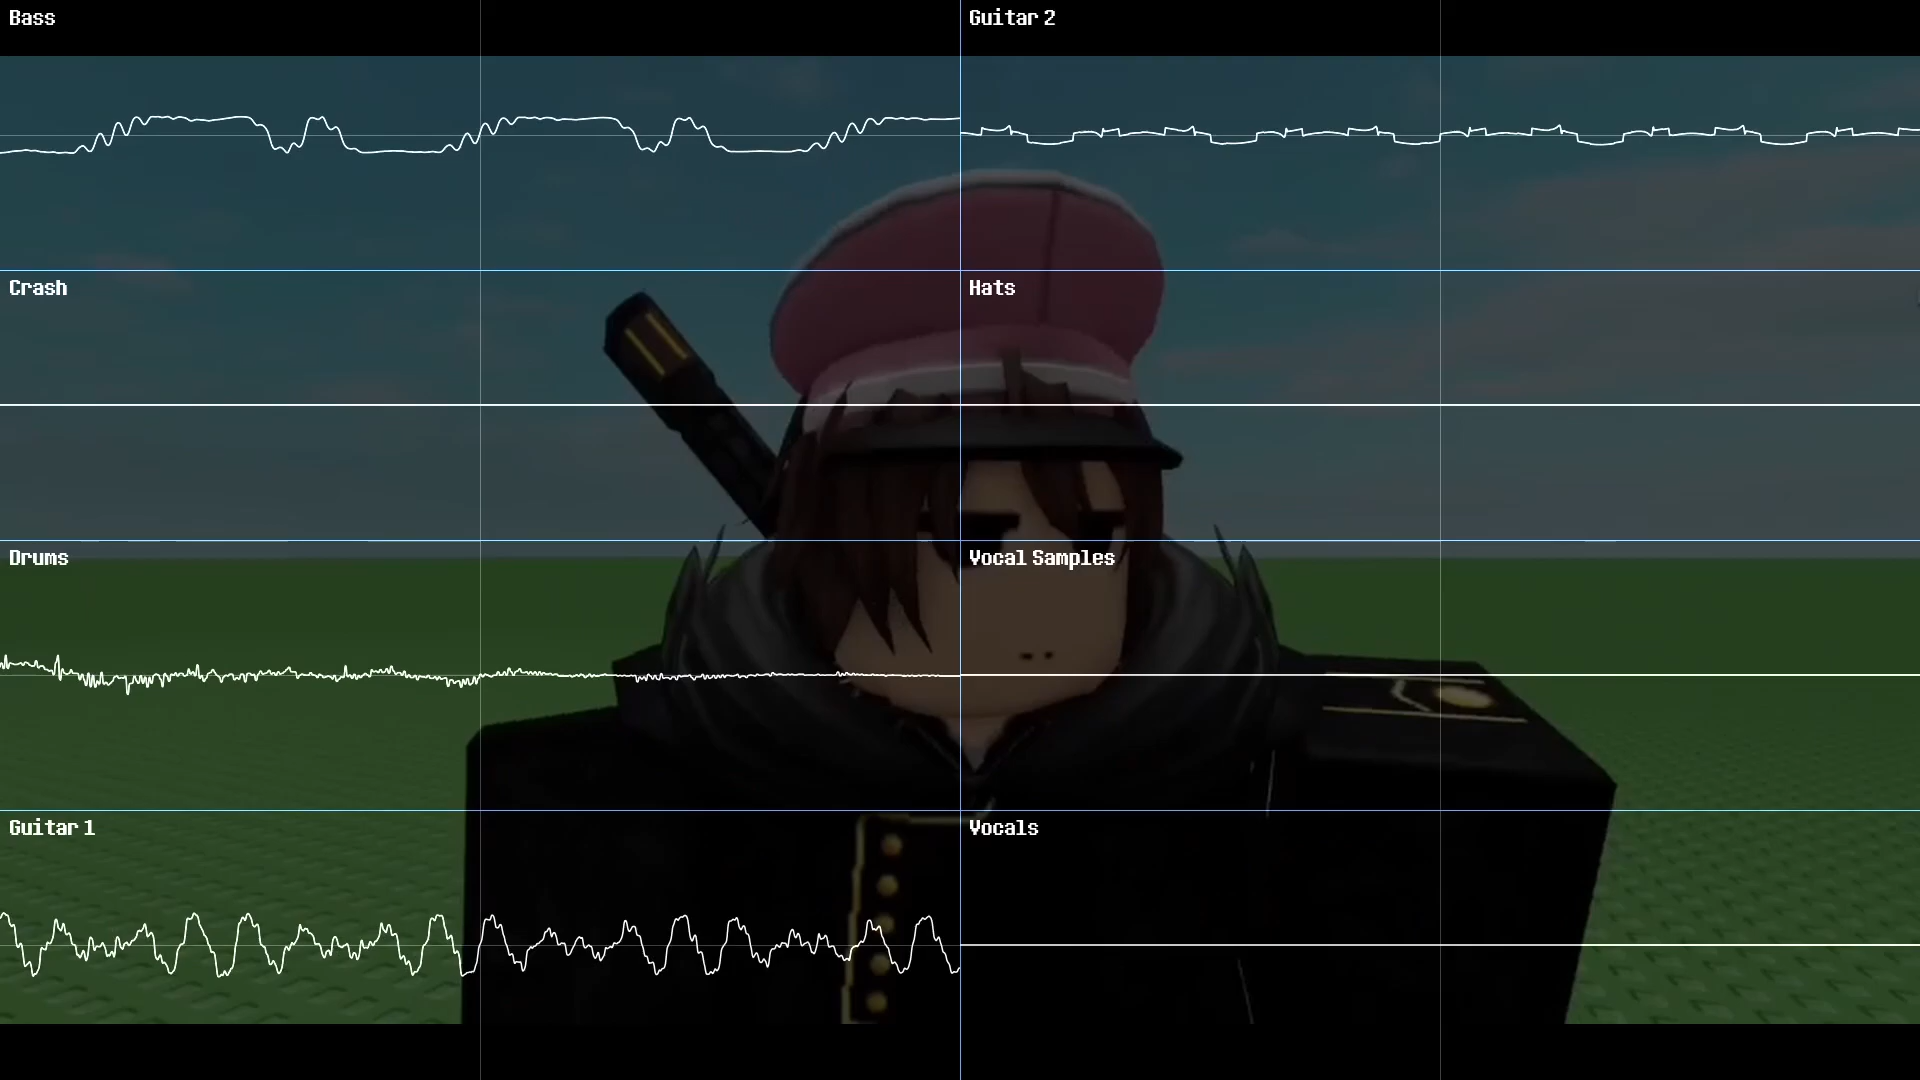 Bass
Guitar 2
Crash
Hats
Drums
Vocal Samples
Guitar 1
Vocals